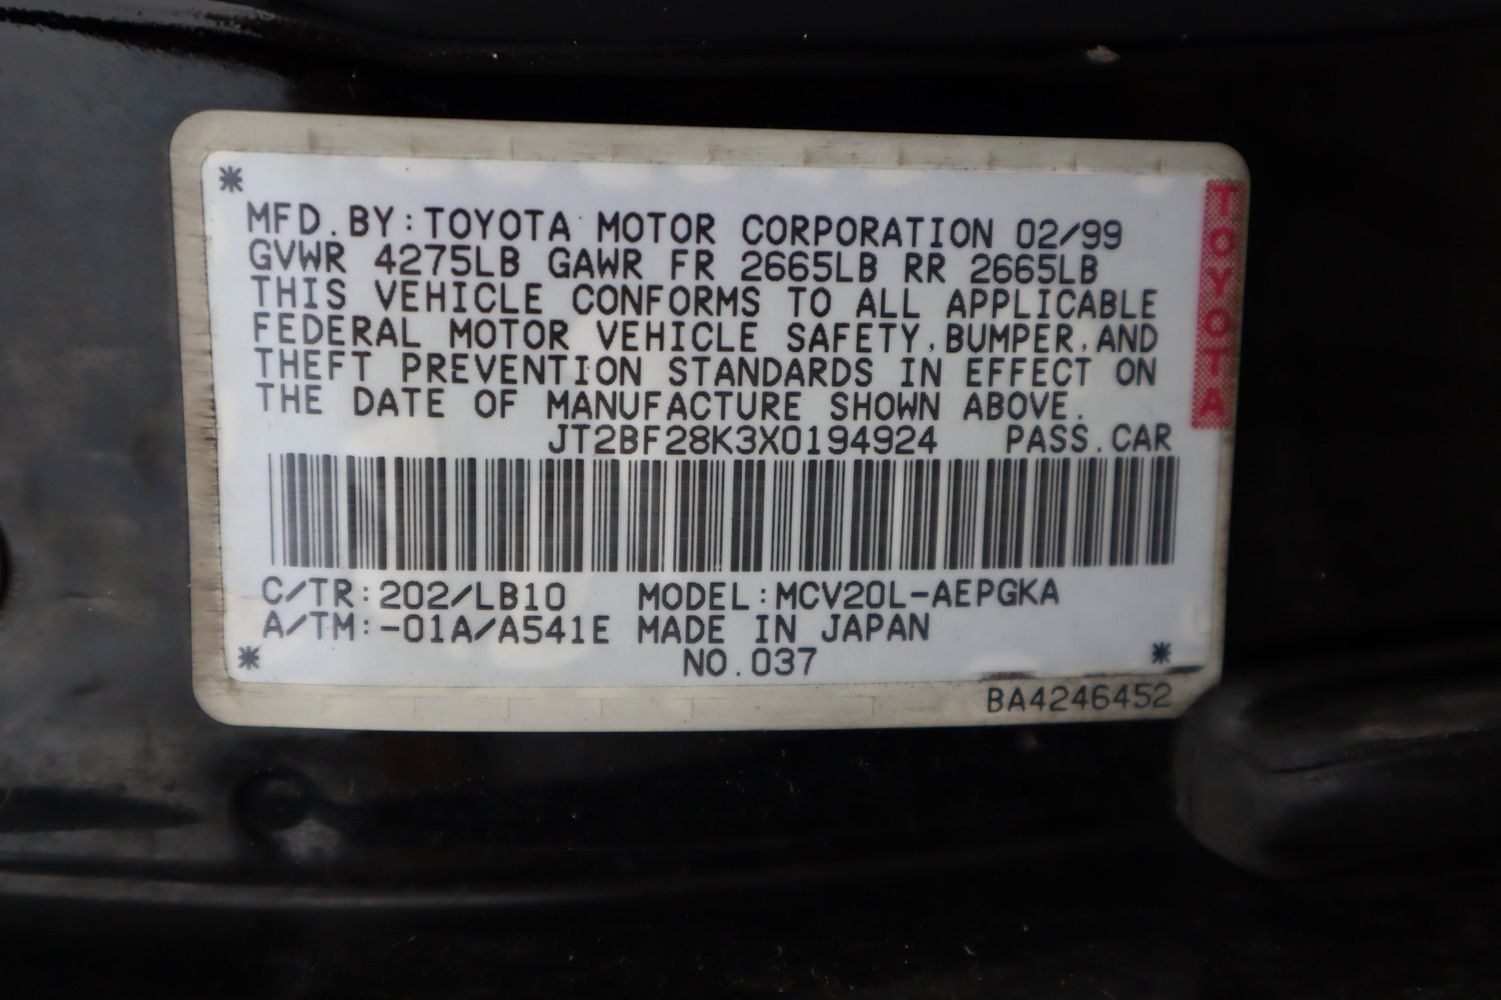 MFD.BY:TOYOTA MOTOR CORPORATION 02/99
GVWR 4275LB GAWR FR 2665LB RR 2665LB
THIS VEHICLE CONFORMS TO ALL APPLICABLE
FEDERAL MOTOR VEHICLE SAFETY,BUMPER,AND
THEFT PREVENTION STANDARDS IN EFFECT ON
THE DATE OF MANUFACTURE SHOWN ABOVE.
JT2BF28K3X0194924 PASS.CAR
C/TR:202/LB10 MODEL:MCV20L-AEPGKA
A/TM:-01A/A541E MADE IN JAPAN
NO.037
BA4246452
TOYOTA